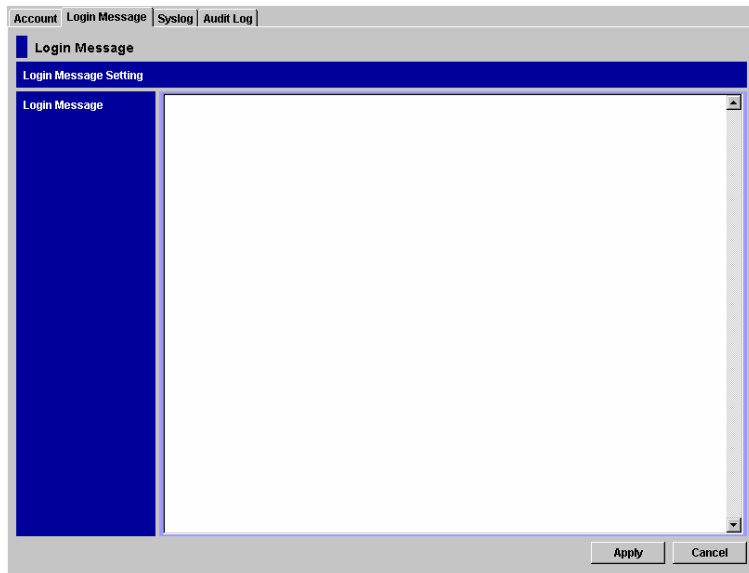 Account Login Message Syslog Audit Log
Login Message
Login Message Setting
Login Message
Apply Cancel